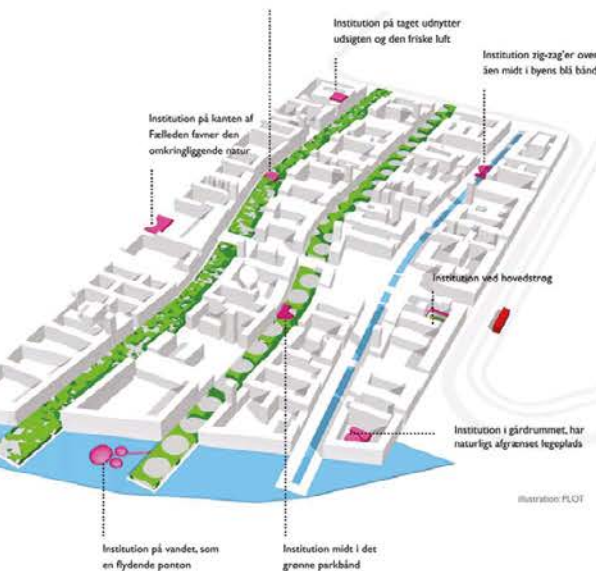 Institution på taget udnytter
udsigten og den friske luft
Institution zig-zag'er over
åen midt i byens blå bånd
Institution på kanten af
Fælleden favner den
omkringliggende natur
Institution ved hovedstrøg
Institution i gårdrummet, har
naturligt afgrænset legeplads
illustration: PLOT
Institution på vandet, som
en flydende ponton
Institution midt i det
grønne parkbånd